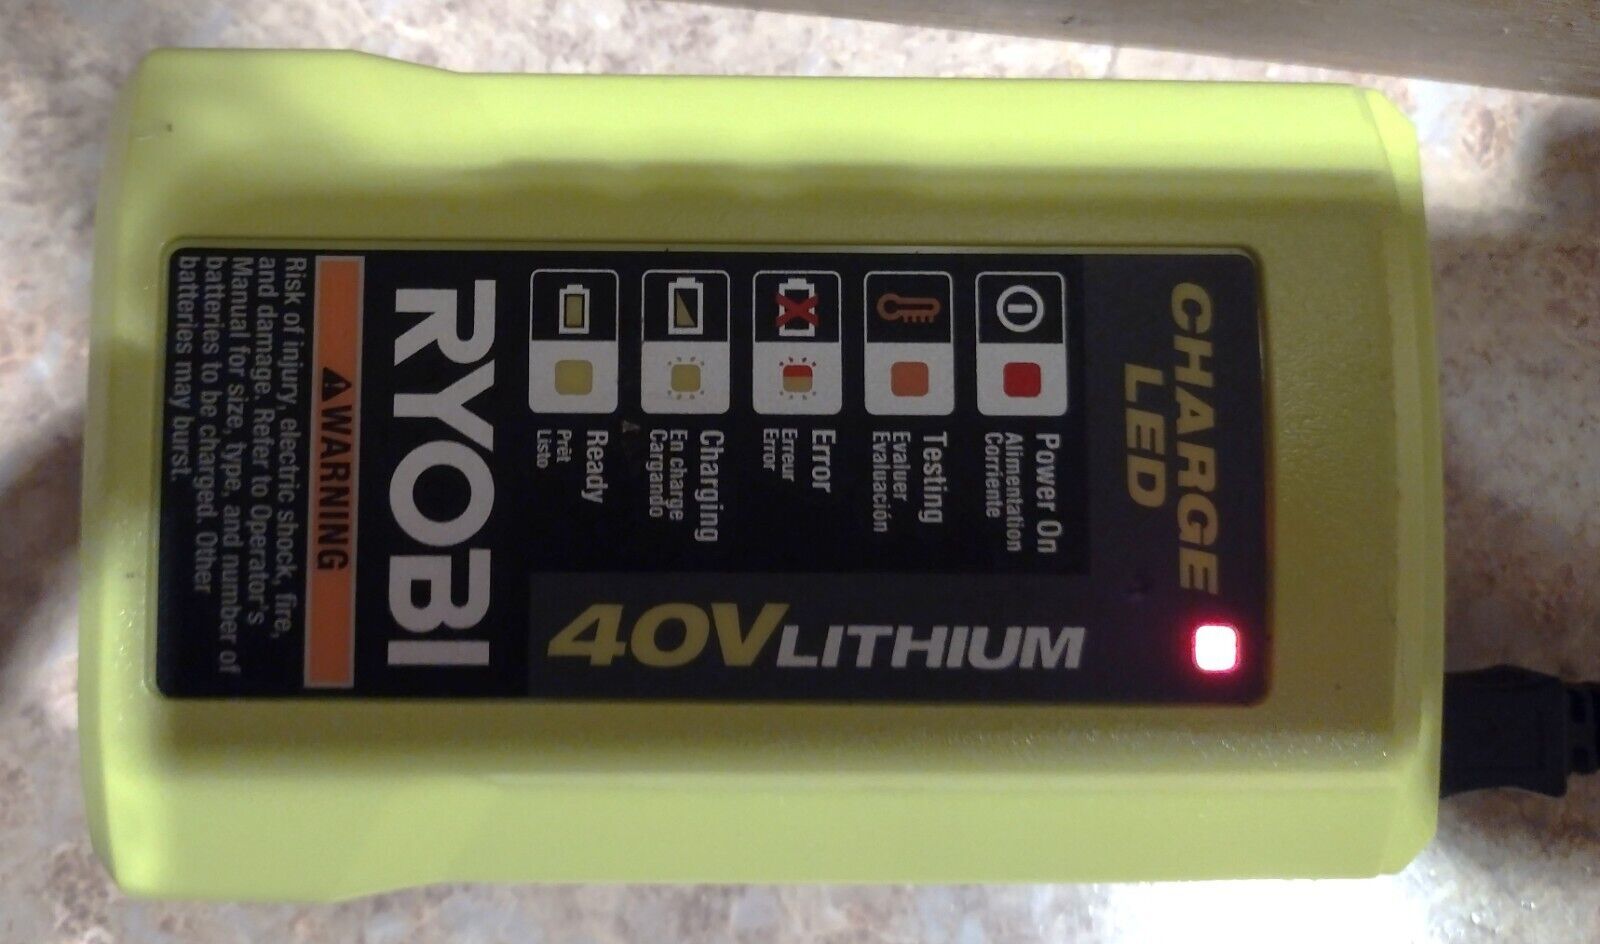 CHARGE
LED
Power On
Alimentation
Corriente
Testing
Évaluer
Evaluación
Error
Erreur
Error
Charging
En charge
Cargando
Ready
Prêt
Listo
40V LITHIUM
RYOBI
WARNING
Risk of injury, electric shock, fire,
and damage. Refer to Operator's
Manual for size, type, and number of
batteries to be charged. Other
batteries may burst.